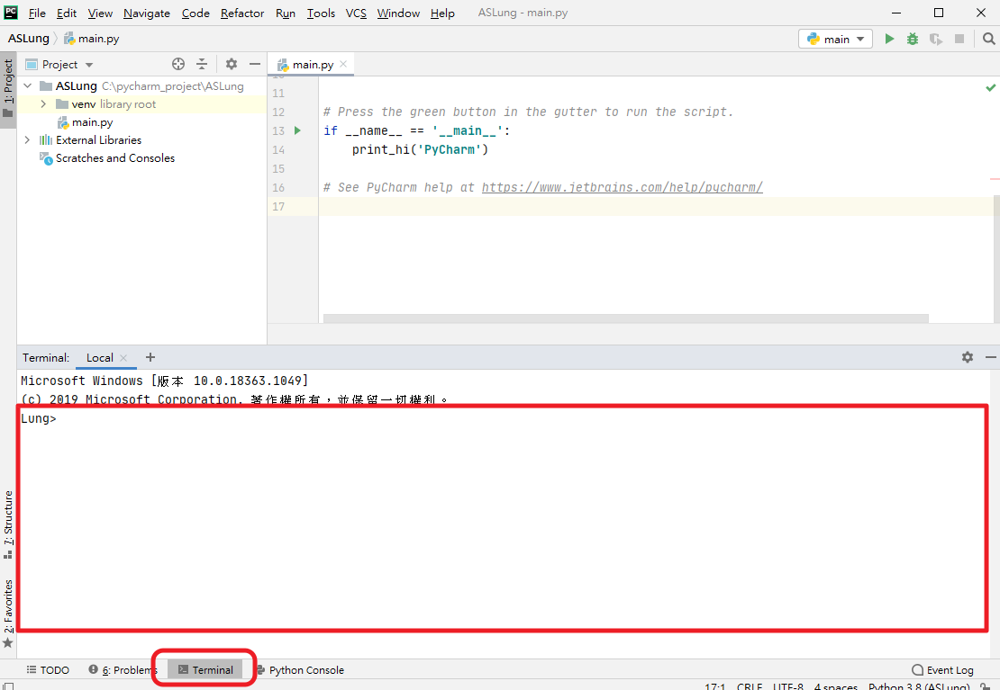 PC File Edit View Navigate Code Refactor Run Tools VCS Window Help ASLung - main.py
ASLung main.py main
1: Project
Project
main.py
ASLung C:\pycharm_project\ASLung
venv library root
main.py
External Libraries
Scratches and Consoles
11
12 # Press the green button in the gutter to run the script.
13 if __name__ == '__main__':
14 print_hi('PyCharm')
15
16 # See PyCharm help at https://www.jetbrains.com/help/pycharm/
17
Terminal: Local +
Microsoft Windows [版本 10.0.18363.1049]
(c) 2019 Microsoft Corporation. 著作權所有，並保留一切權利。
Lung>
7: Structure
2: Favorites
TODO 6: Problems Terminal Python Console Event Log
17:1 CRLF UTF-8 4 spaces Python 3.8 (ASLung)